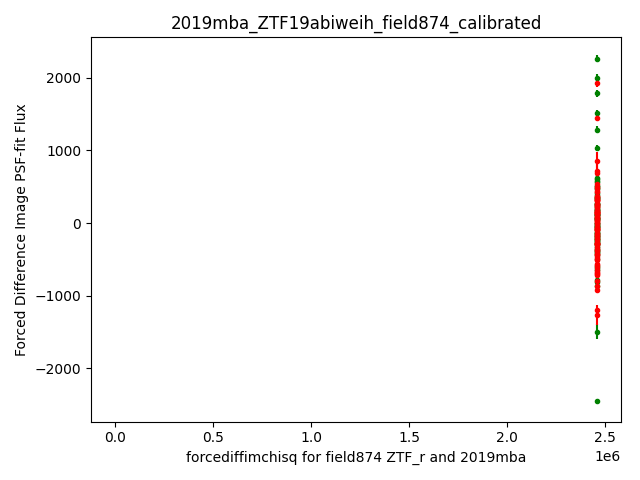 2019mba_ZTF19abiweih_field874_calibrated
Forced Difference Image PSF-fit Flux
2000
1000
0
−1000
−2000
0.0 0.5 1.0 1.5 2.0 2.5
1e6
forcediffimchisq for field874 ZTF_r and 2019mba